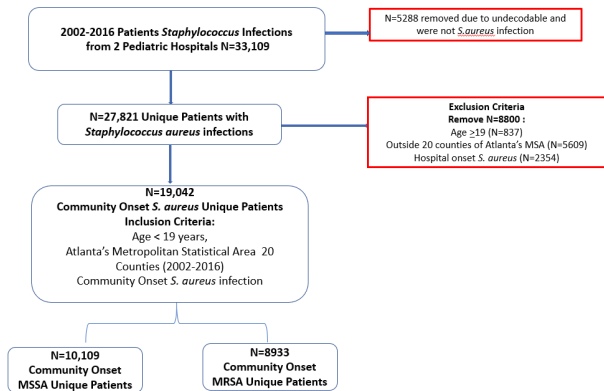 2002-2016 Patients Staphylococcus Infections
from 2 Pediatric Hospitals N=33,109
N=5288 removed due to undecodable and
were not S.aureus infection
N=27,821 Unique Patients with
Staphylococcus aureus infections
Exclusion Criteria
Remove N=8800 :
Age ≥19 (N=837)
Outside 20 counties of Atlanta's MSA (N=5609)
Hospital onset S. aureus (N=2354)
N=19,042
Community Onset S. aureus Unique Patients
Inclusion Criteria:
Age < 19 years,
Atlanta's Metropolitan Statistical Area 20
Counties (2002-2016)
Community Onset S. aureus infection
N=10,109
Community Onset
MSSA Unique Patients
N=8933
Community Onset
MRSA Unique Patients